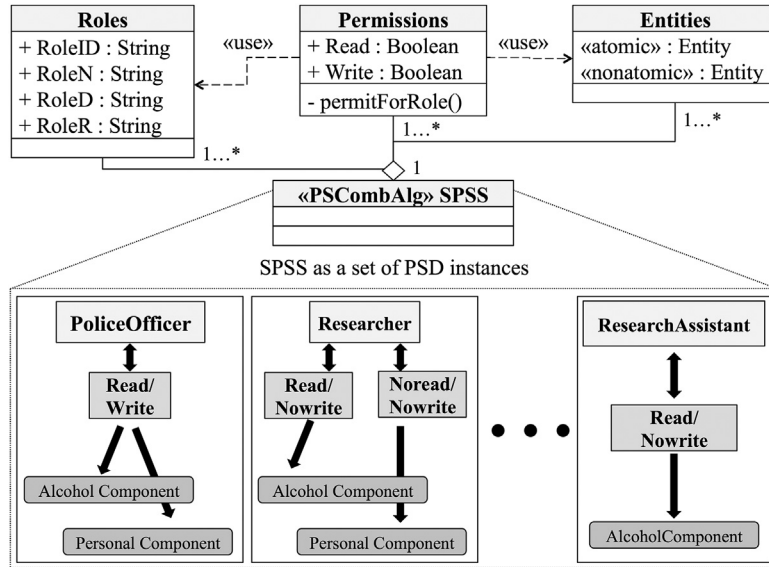 Roles
+ RoleID : String
+ RoleN : String
+ RoleD : String
+ RoleR : String
«use»
Permissions
+ Read : Boolean
+ Write : Boolean
- permitForRole()
«use»
Entities
«atomic» : Entity
«nonatomic» : Entity
1…*
1…*
1…*
1
«PSCombAlg» SPSS
SPSS as a set of PSD instances
PoliceOfficer
Read/
Write
Alcohol Component
Personal Component
Researcher
Read/
Nowrite
Noread/
Nowrite
Alcohol Component
Personal Component
ResearchAssistant
Read/
Nowrite
AlcoholComponent